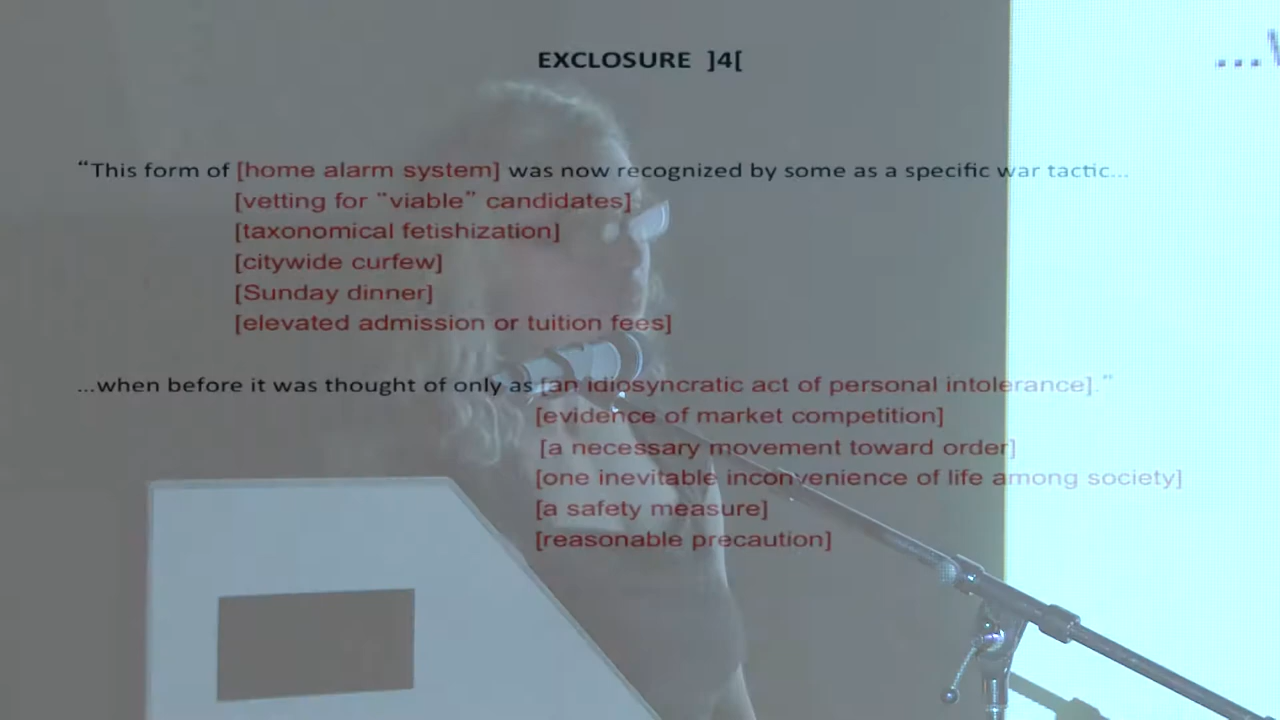 EXCLOSURE ]4[
“This form of [home alarm system] was now recognized by some as a specific war tactic...
[vetting for “viable” candidates]
[taxonomical fetishization]
[citywide curfew]
[Sunday dinner]
[elevated admission or tuition fees]
...when before it was thought of only as [an idiosyncratic act of personal intolerance].”
[evidence of market competition]
[a necessary movement toward order]
[one inevitable inconvenience of life among society]
[a safety measure]
[reasonable precaution]